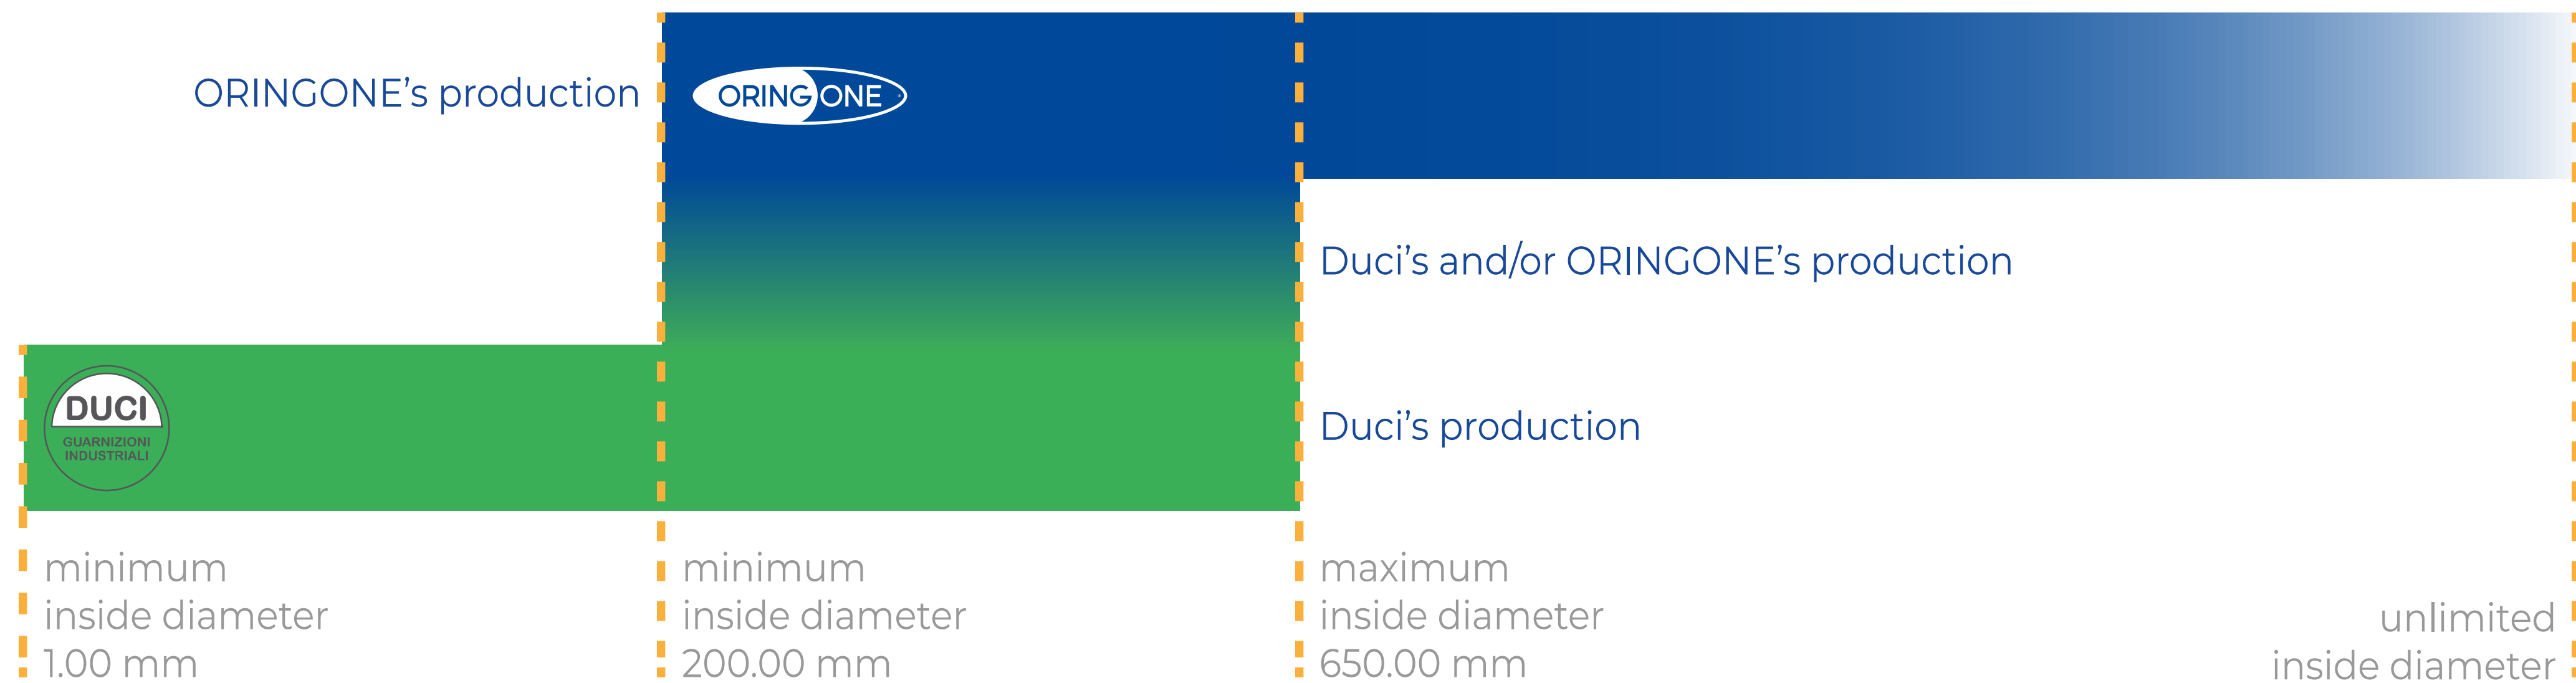 ORINGONE’s production
ORINGONE
Duci’s and/or ORINGONE’s production
DUCI
GUARNIZIONI
INDUSTRIALI
Duci’s production
minimum
inside diameter
1.00 mm
minimum
inside diameter
200.00 mm
maximum
inside diameter
650.00 mm
unlimited
inside diameter